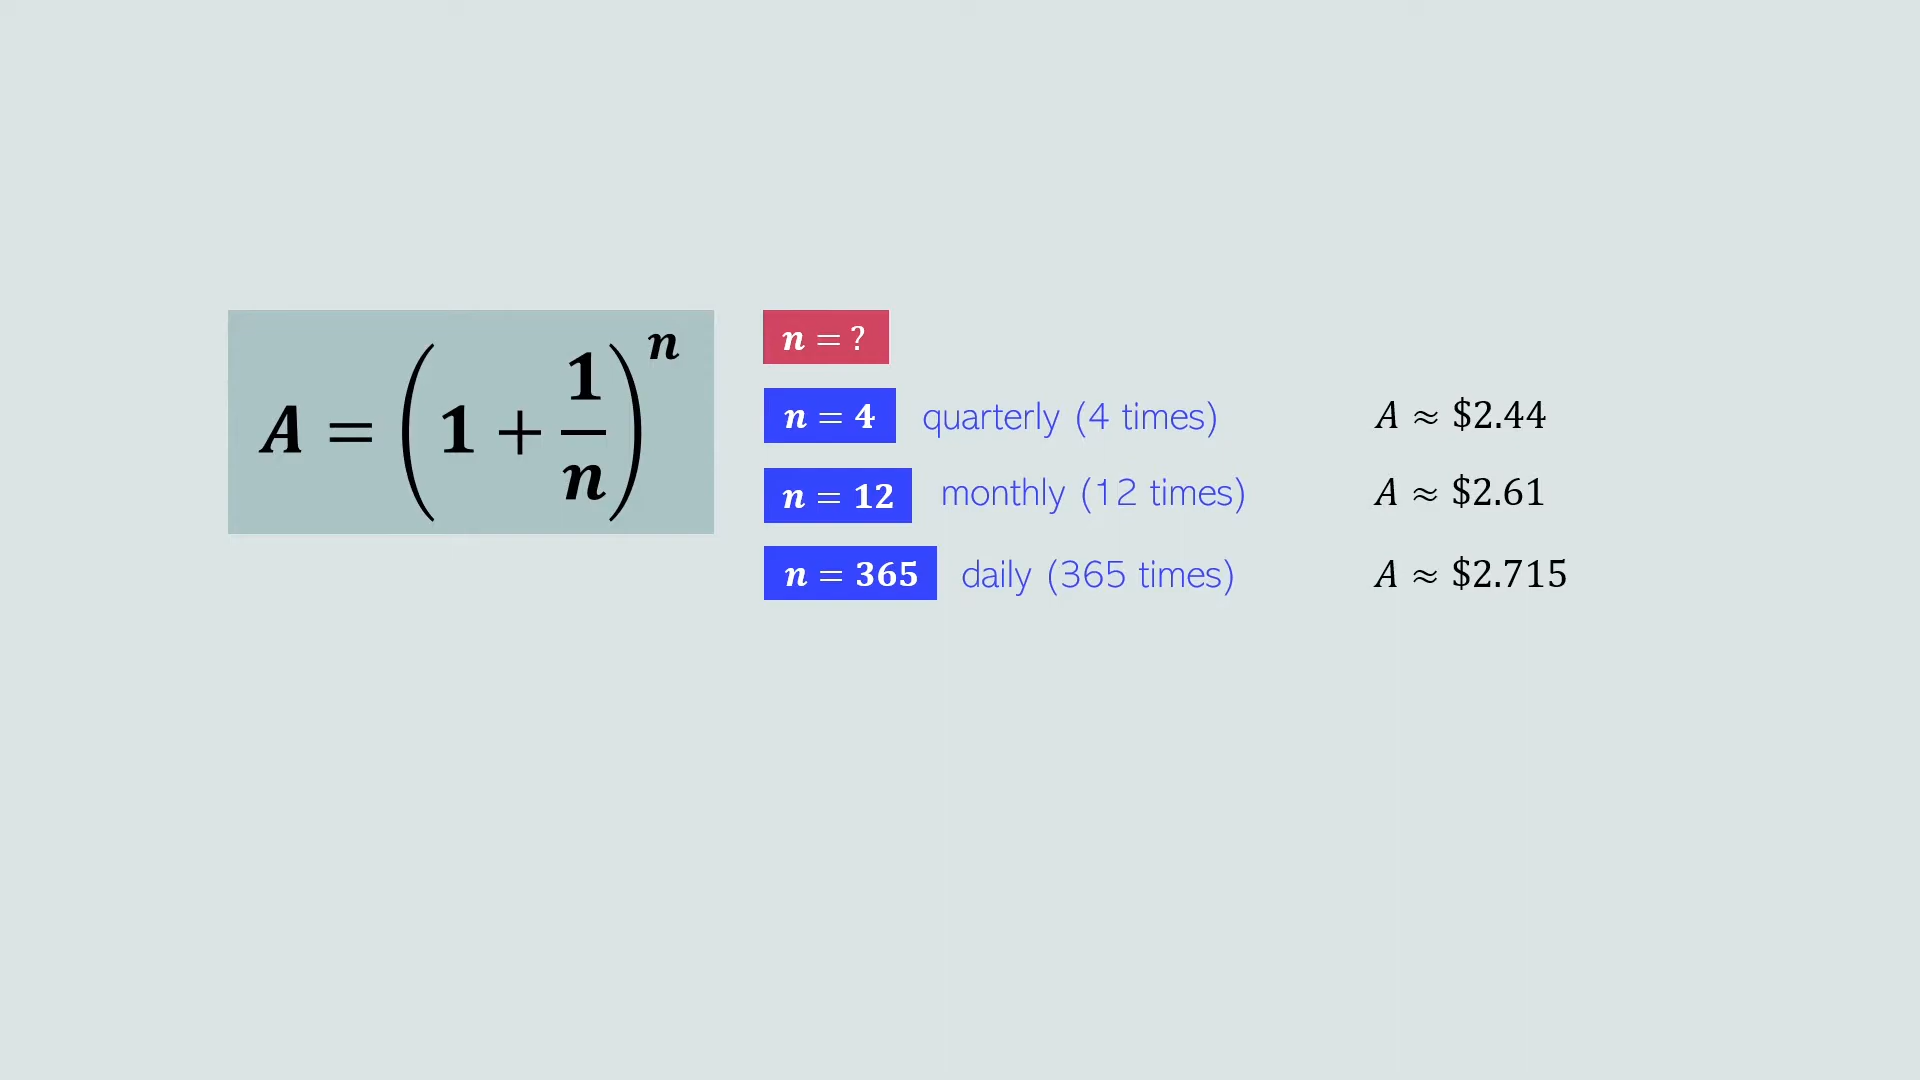 A = (1 + 1/n)^n
n = ?
n = 4 quarterly (4 times) A ≈ $2.44
n = 12 monthly (12 times) A ≈ $2.61
n = 365 daily (365 times) A ≈ $2.715